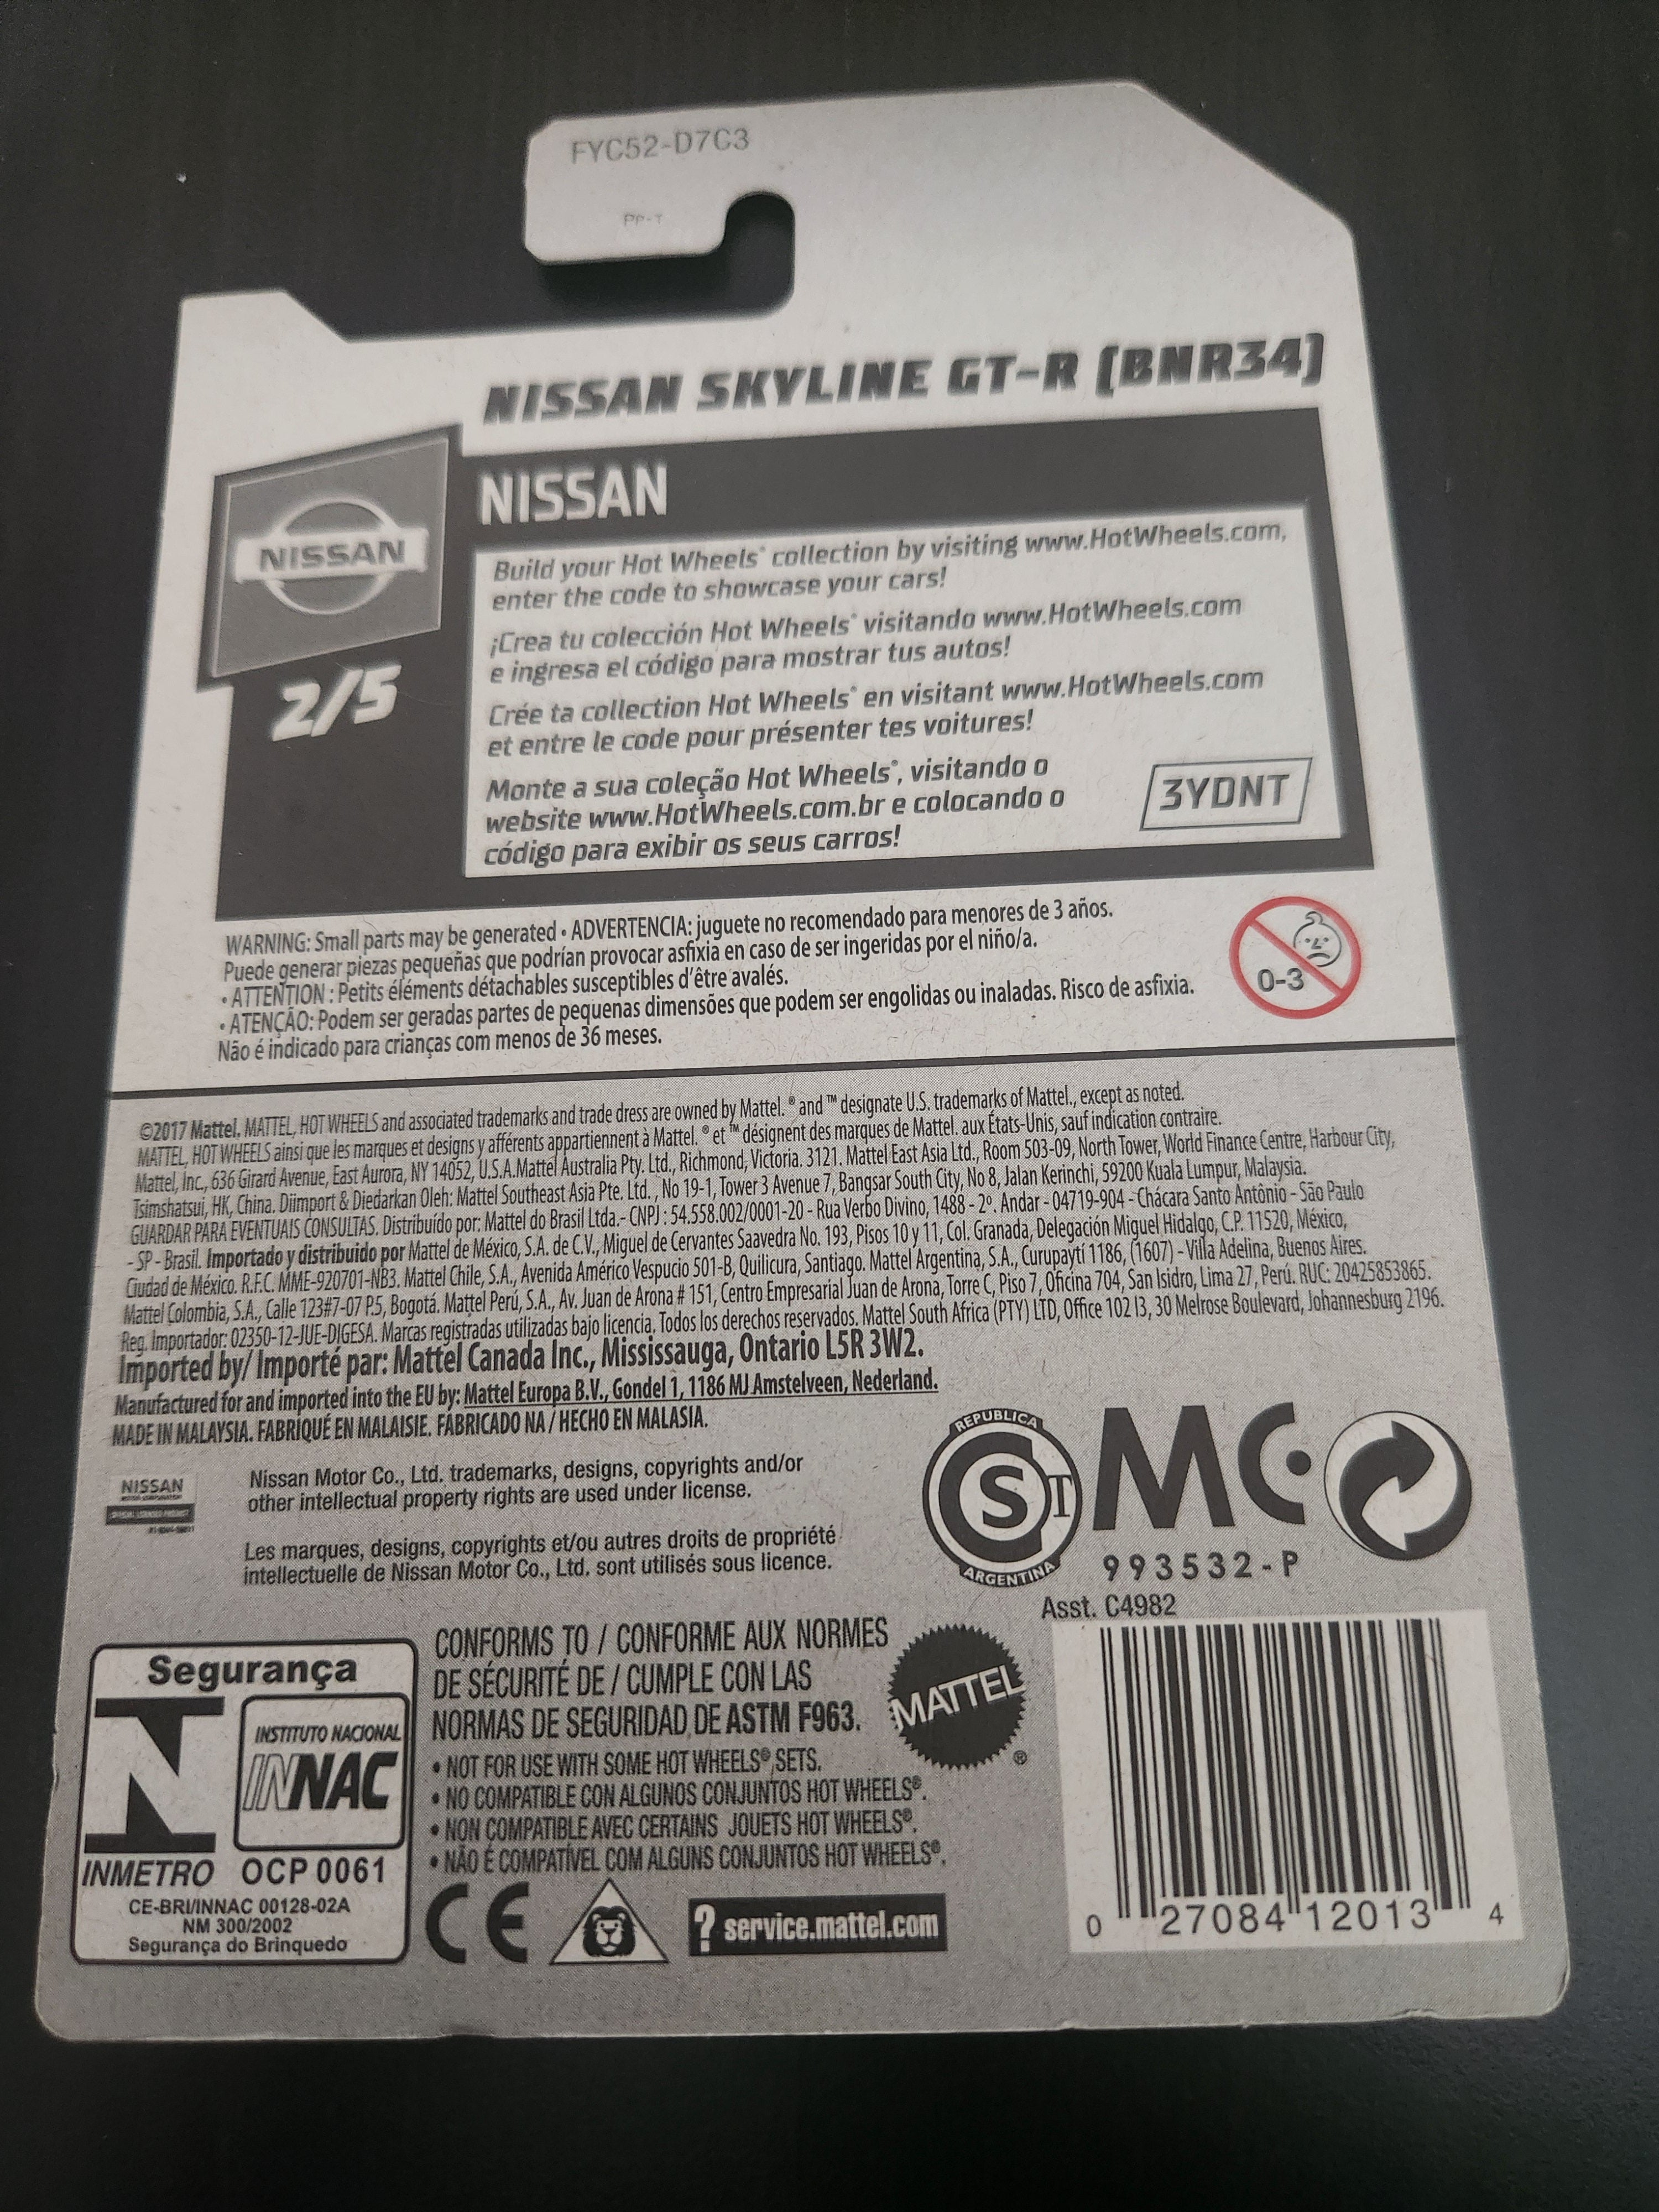 FYC52-D7C3
PP-T
NISSAN SKYLINE GT-R (BNR34)
NISSAN
NISSAN
2/5
Build your Hot Wheels® collection by visiting www.HotWheels.com,
enter the code to showcase your cars!
¡Crea tu colección Hot Wheels® visitando www.HotWheels.com
e ingresa el código para mostrar tus autos!
Crée ta collection Hot Wheels® en visitant www.HotWheels.com
et entre le code pour présenter tes voitures!
Monte a sua coleção Hot Wheels®, visitando o
website www.HotWheels.com.br e colocando o
código para exibir os seus carros!
3YDNT
WARNING: Small parts may be generated • ADVERTENCIA: juguete no recomendado para menores de 3 años.
Puede generar piezas pequeñas que podrían provocar asfixia en caso de ser ingeridas por el niño/a.
• ATTENTION : Petits éléments détachables susceptibles d'être avalés.
• ATENÇÃO: Podem ser geradas partes de pequenas dimensões que podem ser engolidas ou inaladas. Risco de asfixia.
Não é indicado para crianças com menos de 36 meses.
0-3
©2017 Mattel. MATTEL, HOT WHEELS and associated trademarks and trade dress are owned by Mattel. ® and ™ designate U.S. trademarks of Mattel., except as noted.
MATTEL, HOT WHEELS ainsi que les marques et designs y afférents appartiennent à Mattel. ® et ™ désignent des marques de Mattel. aux États-Unis, sauf indication contraire.
Mattel, Inc., 636 Girard Avenue, East Aurora, NY 14052, U.S.A.Mattel Australia Pty. Ltd., Richmond, Victoria. 3121. Mattel East Asia Ltd., Room 503-09, North Tower, World Finance Centre, Harbour City,
Tsimshatsui, HK, China. Diimport & Diedarkan Oleh: Mattel Southeast Asia Pte. Ltd. , No 19-1, Tower 3 Avenue 7, Bangsar South City, No 8, Jalan Kerinchi, 59200 Kuala Lumpur, Malaysia.
GUARDAR PARA EVENTUAIS CONSULTAS. Distribuído por: Mattel do Brasil Ltda.- CNPJ : 54.558.002/0001-20 - Rua Verbo Divino, 1488 - 2º. Andar - 04719-904 - Chácara Santo Antônio - São Paulo
- SP - Brasil. Importado y distribuido por Mattel de México, S.A. de C.V., Miguel de Cervantes Saavedra No. 193, Pisos 10 y 11, Col. Granada, Delegación Miguel Hidalgo, C.P. 11520, México,
Ciudad de México. R.F.C. MME-920701-NB3. Mattel Chile, S.A., Avenida Américo Vespucio 501-B, Quilicura, Santiago. Mattel Argentina, S.A., Curupaytí 1186, (1607) - Villa Adelina, Buenos Aires.
Mattel Colombia, S.A., Calle 123#7-07 P.5, Bogotá. Mattel Perú, S.A., Av. Juan de Arona # 151, Centro Empresarial Juan de Arona, Torre C, Piso 7, Oficina 704, San Isidro, Lima 27, Perú. RUC: 20425853865.
Reg. Importador: 02350-12-JUE-DIGESA. Marcas registradas utilizadas bajo licencia. Todos los derechos reservados. Mattel South Africa (PTY) LTD, Office 102 I3, 30 Melrose Boulevard, Johannesburg 2196.
Imported by/ Importé par: Mattel Canada Inc., Mississauga, Ontario L5R 3W2.
Manufactured for and imported into the EU by: Mattel Europa B.V., Gondel 1, 1186 MJ Amstelveen, Nederland.
MADE IN MALAYSIA. FABRIQUÉ EN MALAISIE. FABRICADO NA / HECHO EN MALASIA.
NISSAN
Nissan Motor Co., Ltd. trademarks, designs, copyrights and/or
other intellectual property rights are used under license.
Les marques, designs, copyrights et/ou autres droits de propriété
intellectuelle de Nissan Motor Co., Ltd. sont utilisés sous licence.
REPUBLICA
CST
ARGENTINA
MC
993532-P
Asst. C4982
Segurança
INSTITUTO NACIONAL
INNAC
INMETRO OCP 0061
CE-BRI/INNAC 00128-02A
NM 300/2002
Segurança do Brinquedo
CONFORMS TO / CONFORME AUX NORMES
DE SÉCURITÉ DE / CUMPLE CON LAS
NORMAS DE SEGURIDAD DE ASTM F963.
MATTEL ®
• NOT FOR USE WITH SOME HOT WHEELS® SETS.
• NO COMPATIBLE CON ALGUNOS CONJUNTOS HOT WHEELS®.
• NON COMPATIBLE AVEC CERTAINS JOUETS HOT WHEELS®.
• NÃO É COMPATÍVEL COM ALGUNS CONJUNTOS HOT WHEELS®.
CE
? service.mattel.com
0 27084 12013 4